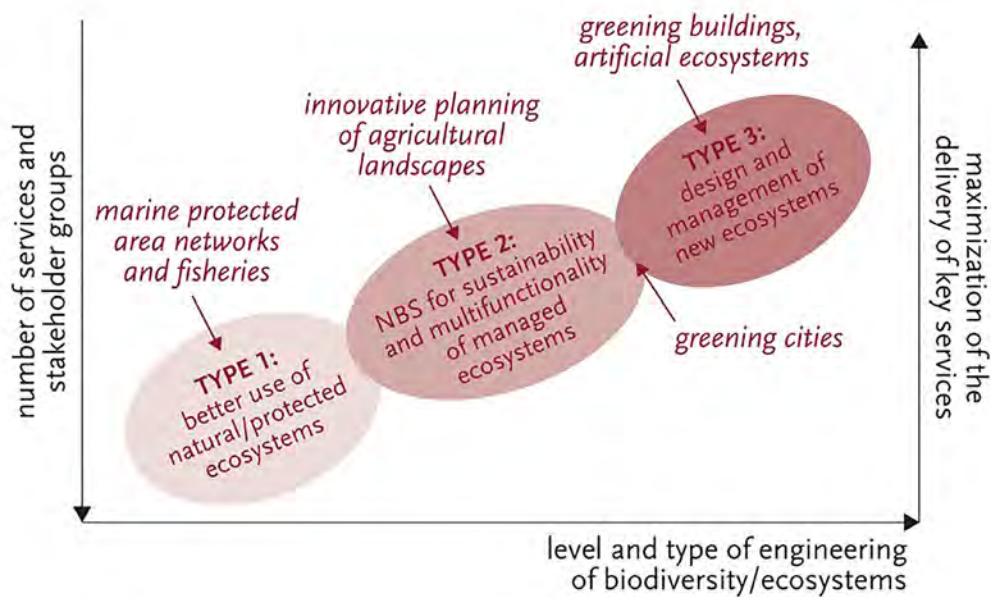 number of services and
stakeholder groups
marine protected
area networks
and fisheries
TYPE 1:
better use of
natural/protected
ecosystems
innovative planning
of agricultural
landscapes
TYPE 2:
NBS for sustainability
and multifunctionality
of managed
ecosystems
greening buildings,
artificial ecosystems
TYPE 3:
design and
management of
new ecosystems
greening cities
maximization of the
delivery of key services
level and type of engineering
of biodiversity/ecosystems